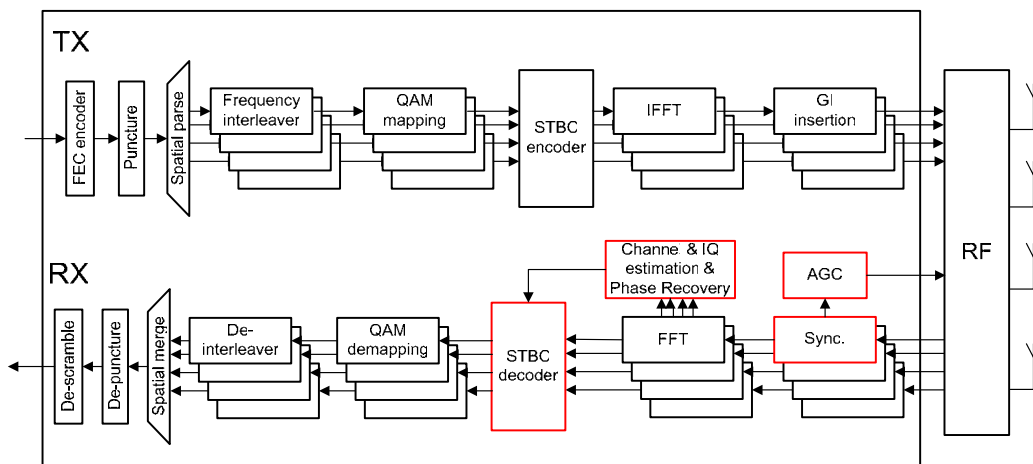 TX
FEC encoder
Puncture
Spatial parse
Frequency
interleaver
QAM
mapping
STBC
encoder
IFFT
GI
insertion
RF
RX
De-scramble
De-puncture
Spatial merge
De-
interleaver
QAM
demapping
STBC
decoder
Channel & IQ
estimation &
Phase Recovery
FFT
AGC
Sync.